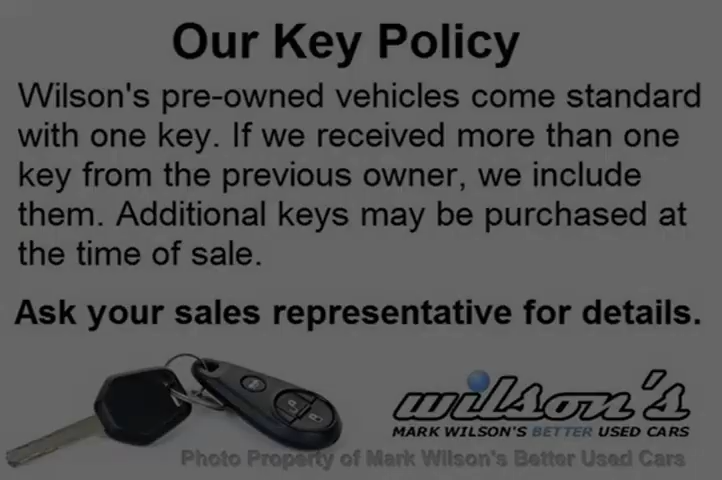 Our Key Policy
Wilson's pre-owned vehicles come standard
with one key. If we received more than one
key from the previous owner, we include
them. Additional keys may be purchased at
the time of sale.
Ask your sales representative for details.
wilson's
MARK WILSON'S BETTER USED CARS
Photo Property of Mark Wilson's Better Used Cars